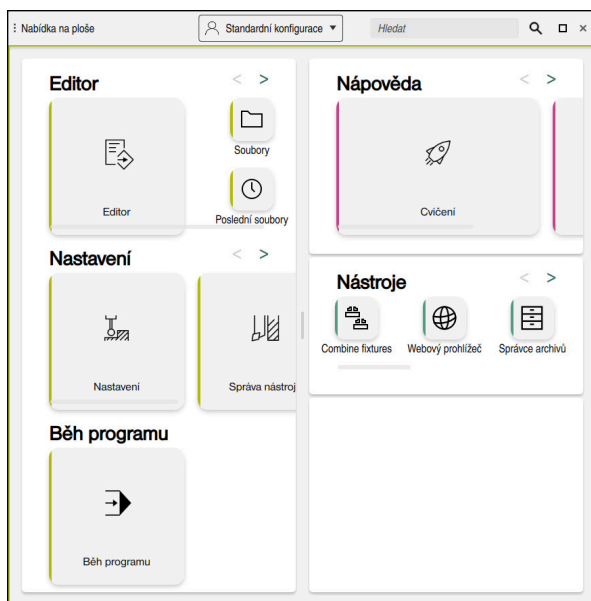 Nabídka na ploše
Standardní konfigurace
Hledat
Editor
Editor
Soubory
Poslední soubory
Nastavení
Nastavení
Správa nástroj
Běh programu
Běh programu
Nápověda
Cvičení
Nástroje
Combine fixtures
Webový prohlížeč
Správce archivů